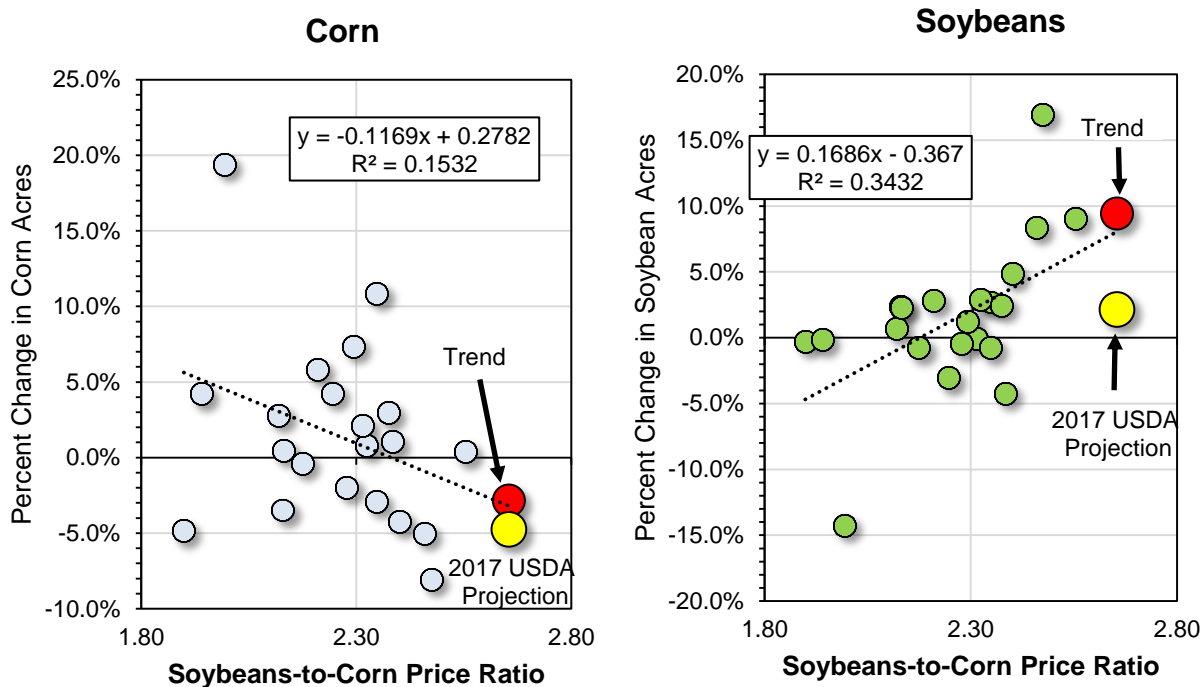 Corn
25.0%
20.0%
15.0%
10.0%
5.0%
0.0%
-5.0%
-10.0%
Percent Change in Corn Acres
y = -0.1169x + 0.2782
R² = 0.1532
Trend
2017 USDA
Projection
1.80
2.30
2.80
Soybeans-to-Corn Price Ratio
Soybeans
20.0%
15.0%
10.0%
5.0%
0.0%
-5.0%
-10.0%
-15.0%
-20.0%
Percent Change in Soybean Acres
y = 0.1686x - 0.367
R² = 0.3432
Trend
2017 USDA
Projection
1.80
2.30
2.80
Soybeans-to-Corn Price Ratio